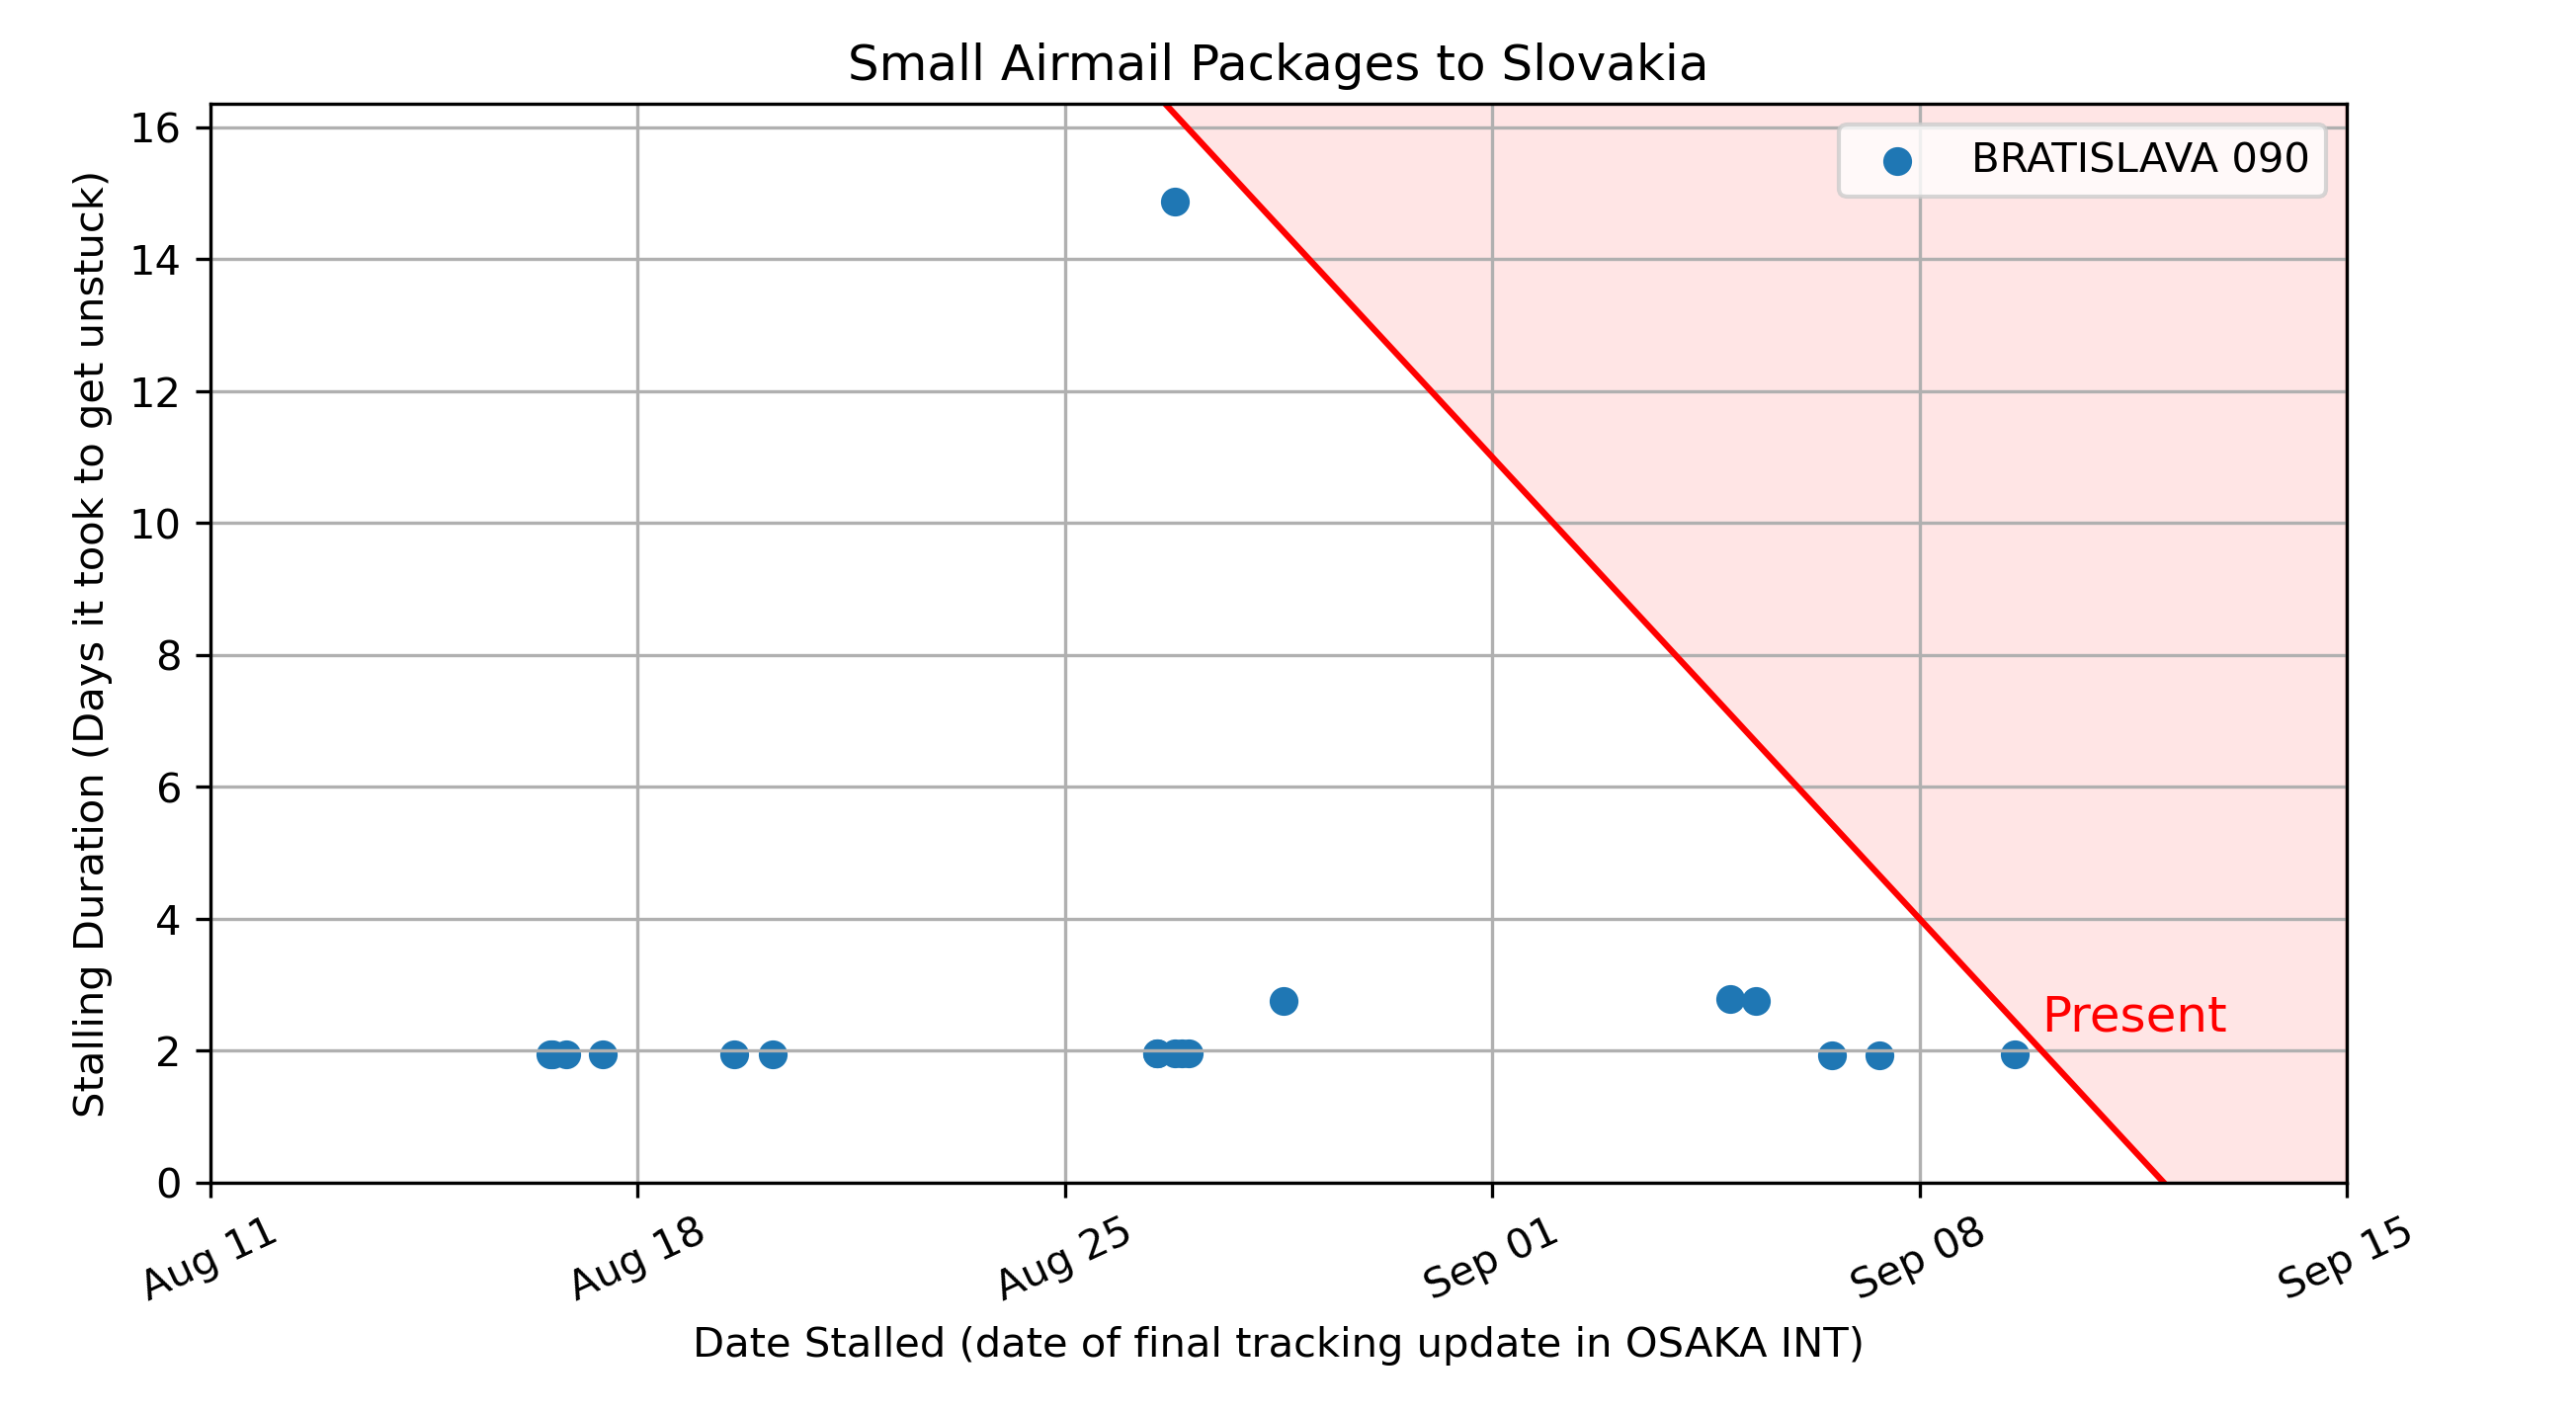 Small Airmail Packages to Slovakia
BRATISLAVA 090
Stalling Duration (Days it took to get unstuck)
16
14
12
10
8
6
4
2
0
Present
Aug 11
Aug 18
Aug 25
Sep 01
Sep 08
Sep 15
Date Stalled (date of final tracking update in OSAKA INT)